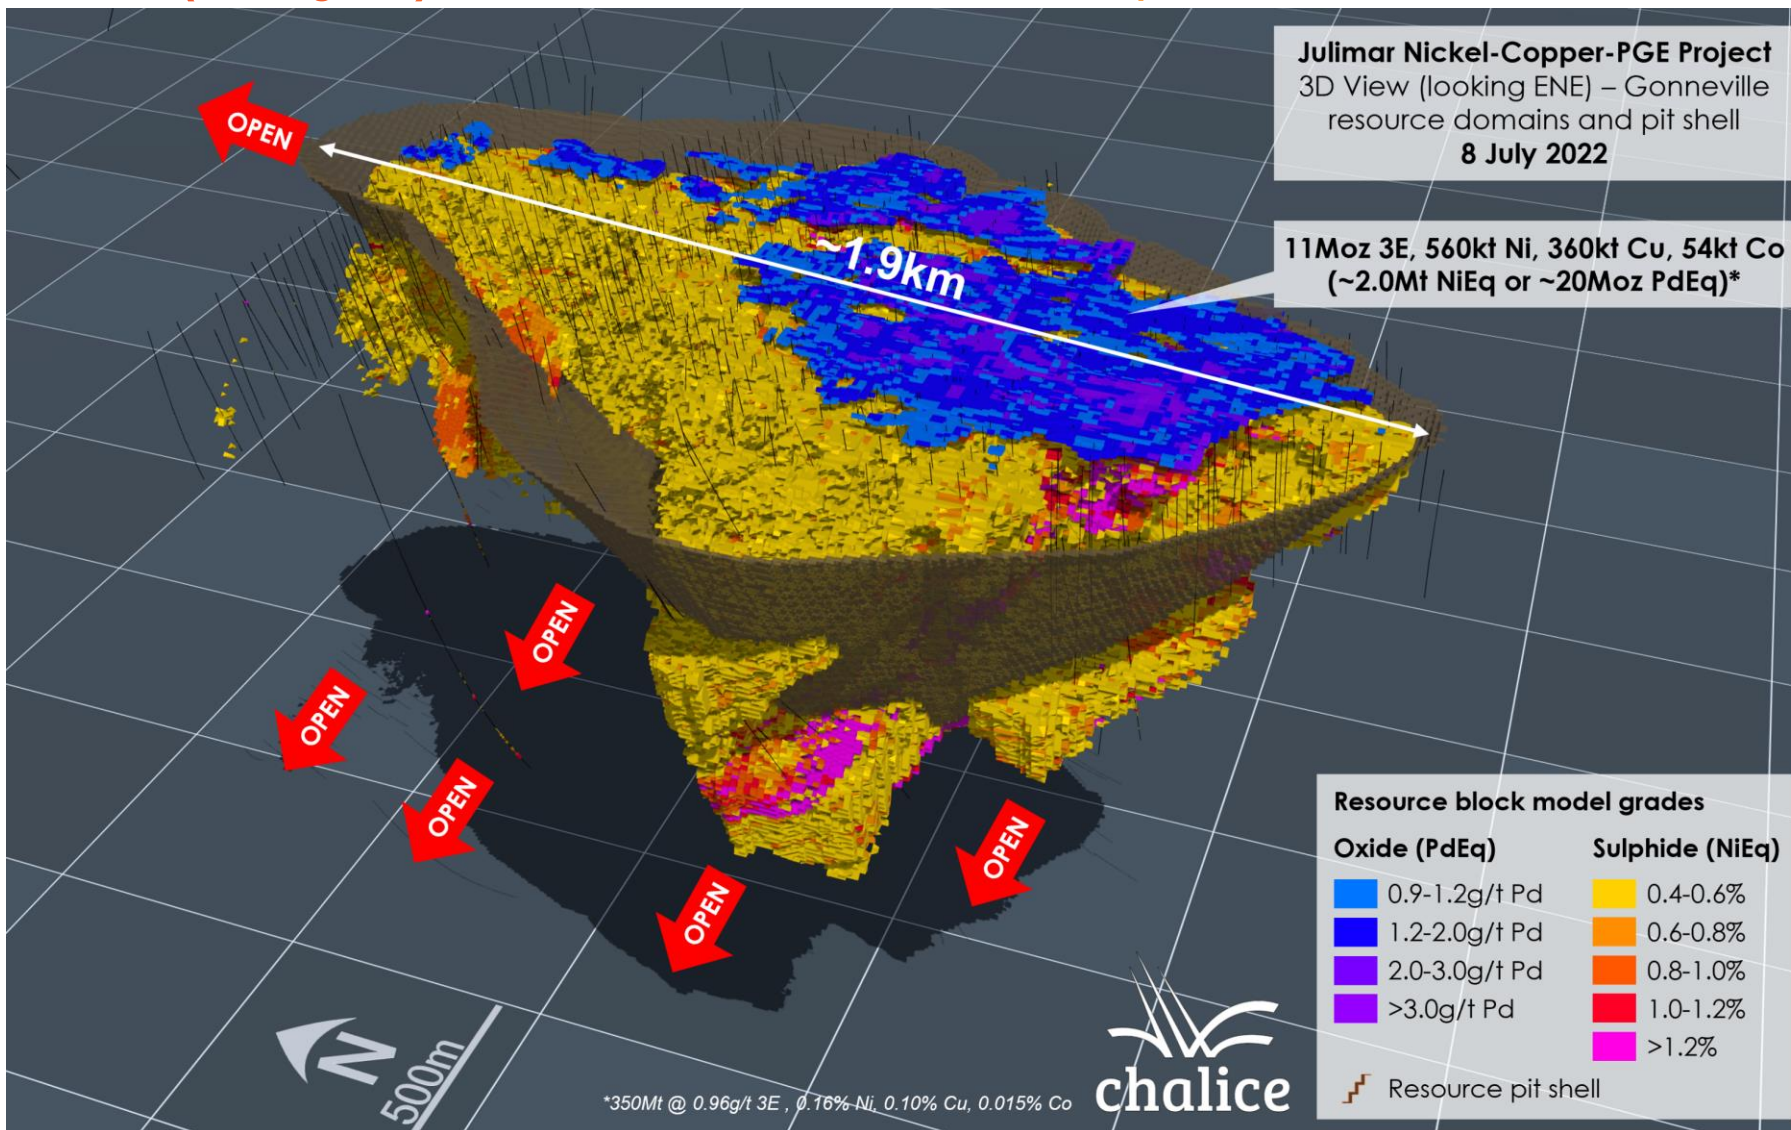 Julimar Nickel-Copper-PGE Project
3D View (looking ENE) – Gonneville
resource domains and pit shell
8 July 2022
OPEN
~1.9km
11Moz 3E, 560kt Ni, 360kt Cu, 54kt Co
(~2.0Mt NiEq or ~20Moz PdEq)*
OPEN
OPEN
OPEN
OPEN
OPEN
Resource block model grades
Oxide (PdEq)
0.9-1.2g/t Pd
1.2-2.0g/t Pd
2.0-3.0g/t Pd
>3.0g/t Pd
Sulphide (NiEq)
0.4-0.6%
0.6-0.8%
0.8-1.0%
1.0-1.2%
>1.2%
Resource pit shell
N
500m
*350Mt @ 0.96g/t 3E , 0.16% Ni, 0.10% Cu, 0.015% Co
chalice